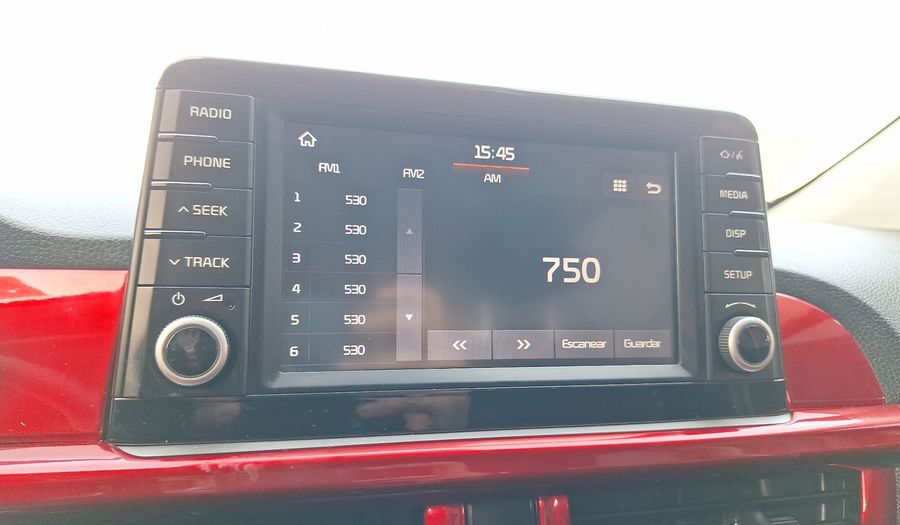 RADIO
PHONE
SEEK
TRACK
MEDIA
DISP
SETUP
15:45
AM
AM1 AM2
1 530
2 530
3 530
4 530
5 530
6 530
750
Escanear Guardar